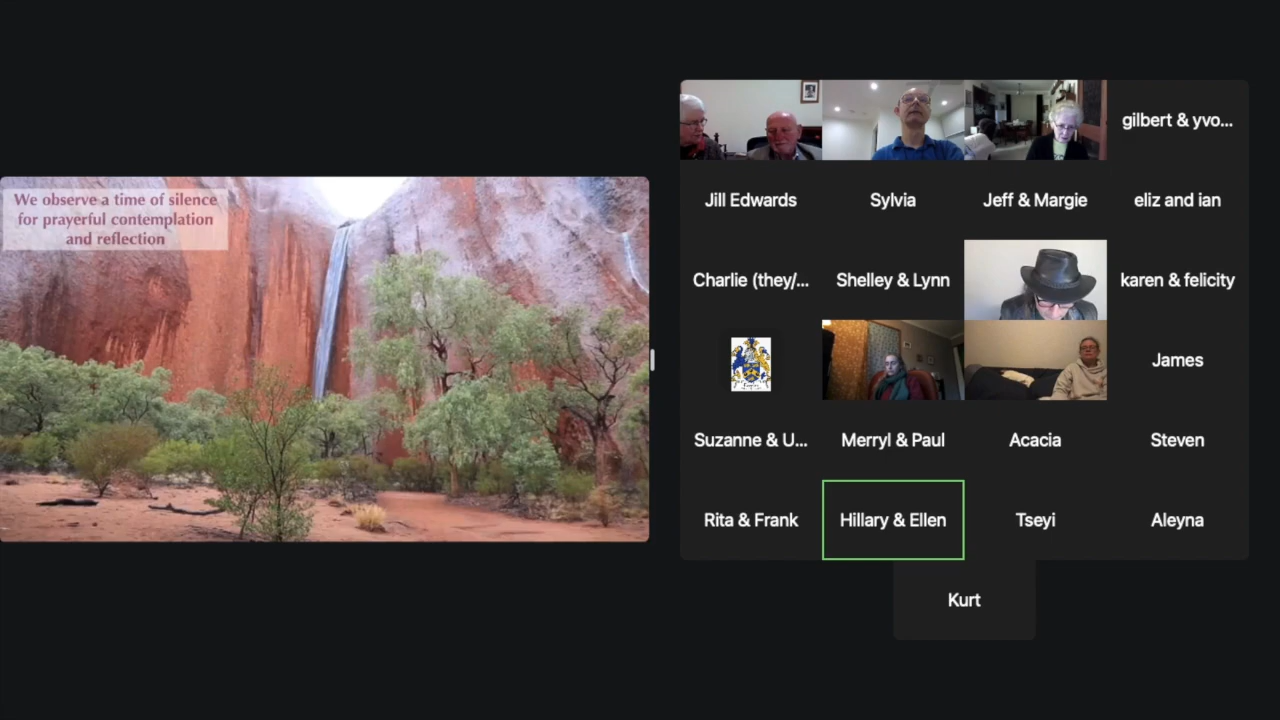 We observe a time of silence
for prayerful contemplation
and reflection
gilbert & yvo...
Jill Edwards
Sylvia
Jeff & Margie
eliz and ian
Charlie (they/...
Shelley & Lynn
karen & felicity
James
Suzanne & U...
Merryl & Paul
Acacia
Steven
Rita & Frank
Hillary & Ellen
Tseyi
Aleyna
Kurt